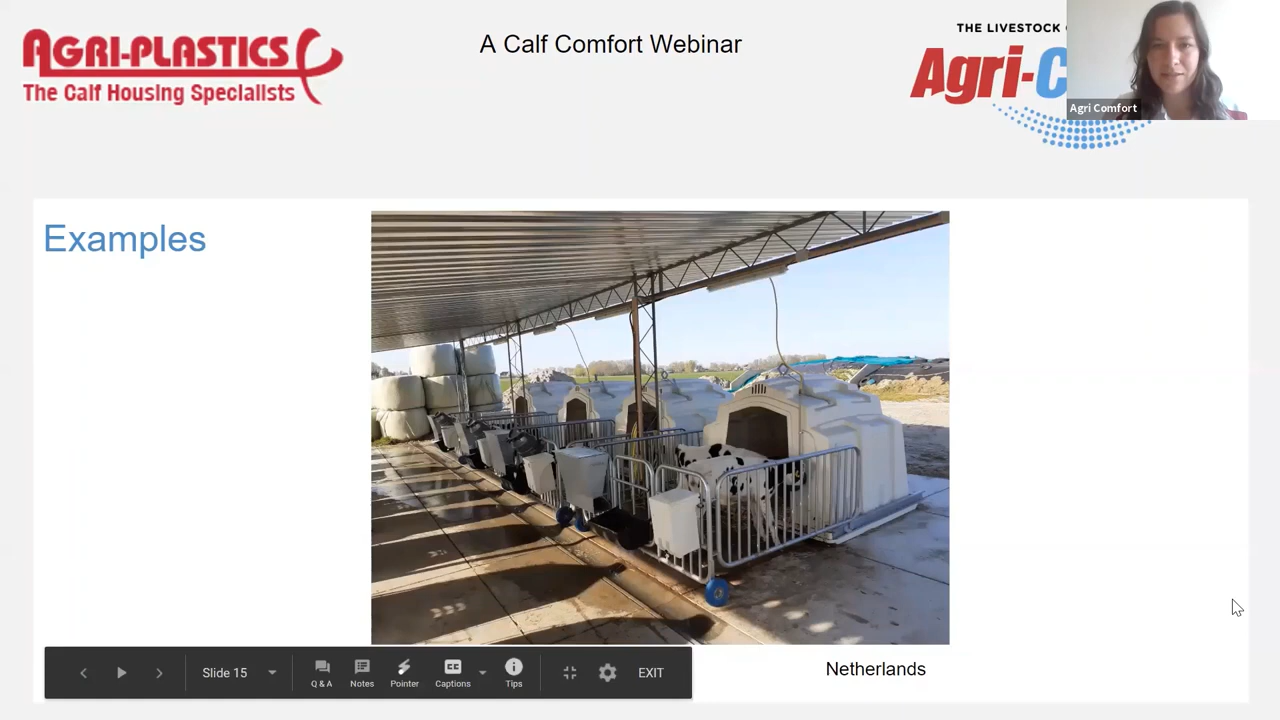 AGRI-PLASTICS
The Calf Housing Specialists
A Calf Comfort Webinar
THE LIVESTOCK
Agri-C
Agri Comfort
Examples
Netherlands
Slide 15
Q & A
Notes
Pointer
CC
Captions
Tips
EXIT